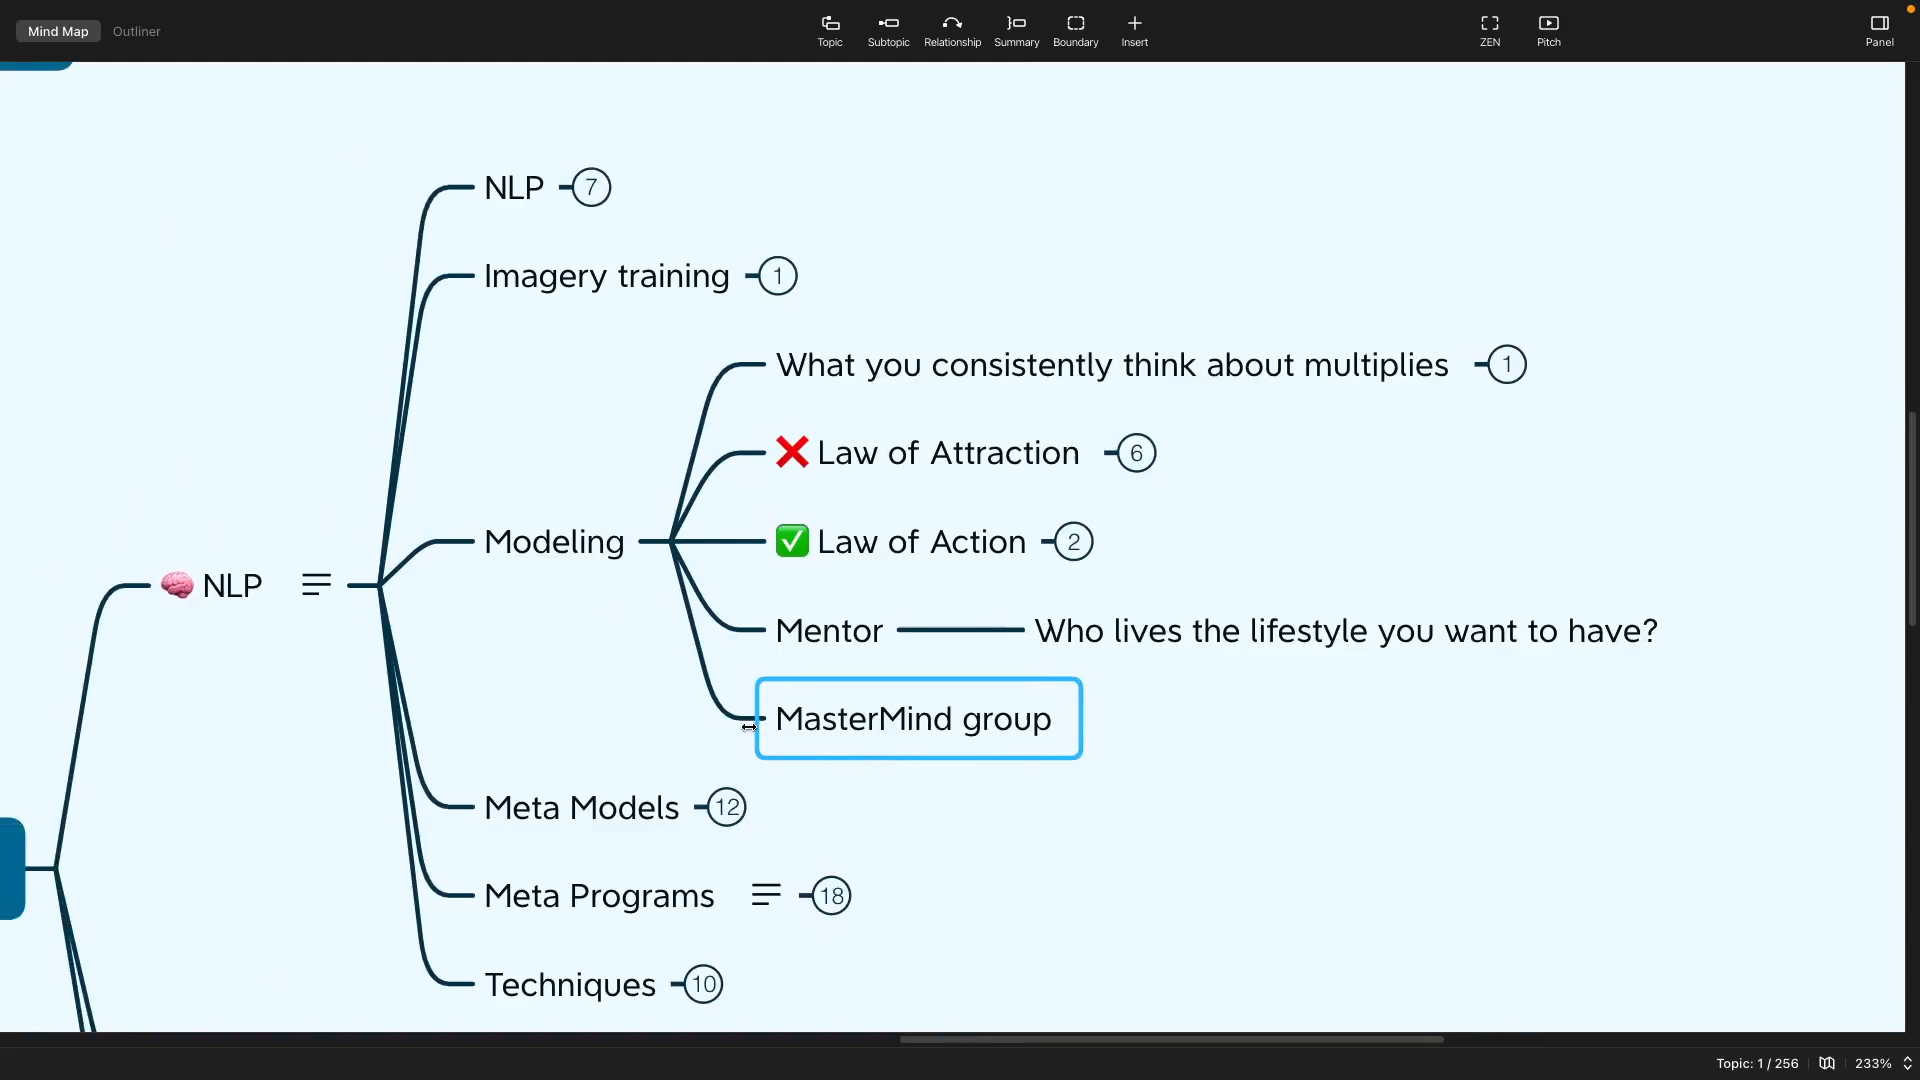 Mind Map
Outliner
Topic
Subtopic
Relationship
Summary
Boundary
Insert
ZEN
Pitch
Panel
NLP 7
Imagery training 1
What you consistently think about multiplies 1
❌ Law of Attraction 6
Modeling
✅ Law of Action 2
🧠 NLP
Mentor
Who lives the lifestyle you want to have?
MasterMind group
Meta Models 12
Meta Programs 18
Techniques 10
Topic: 1 / 256
233%